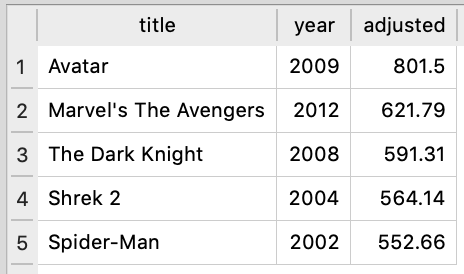 title year adjusted
1 Avatar 2009 801.5
2 Marvel's The Avengers 2012 621.79
3 The Dark Knight 2008 591.31
4 Shrek 2 2004 564.14
5 Spider-Man 2002 552.66